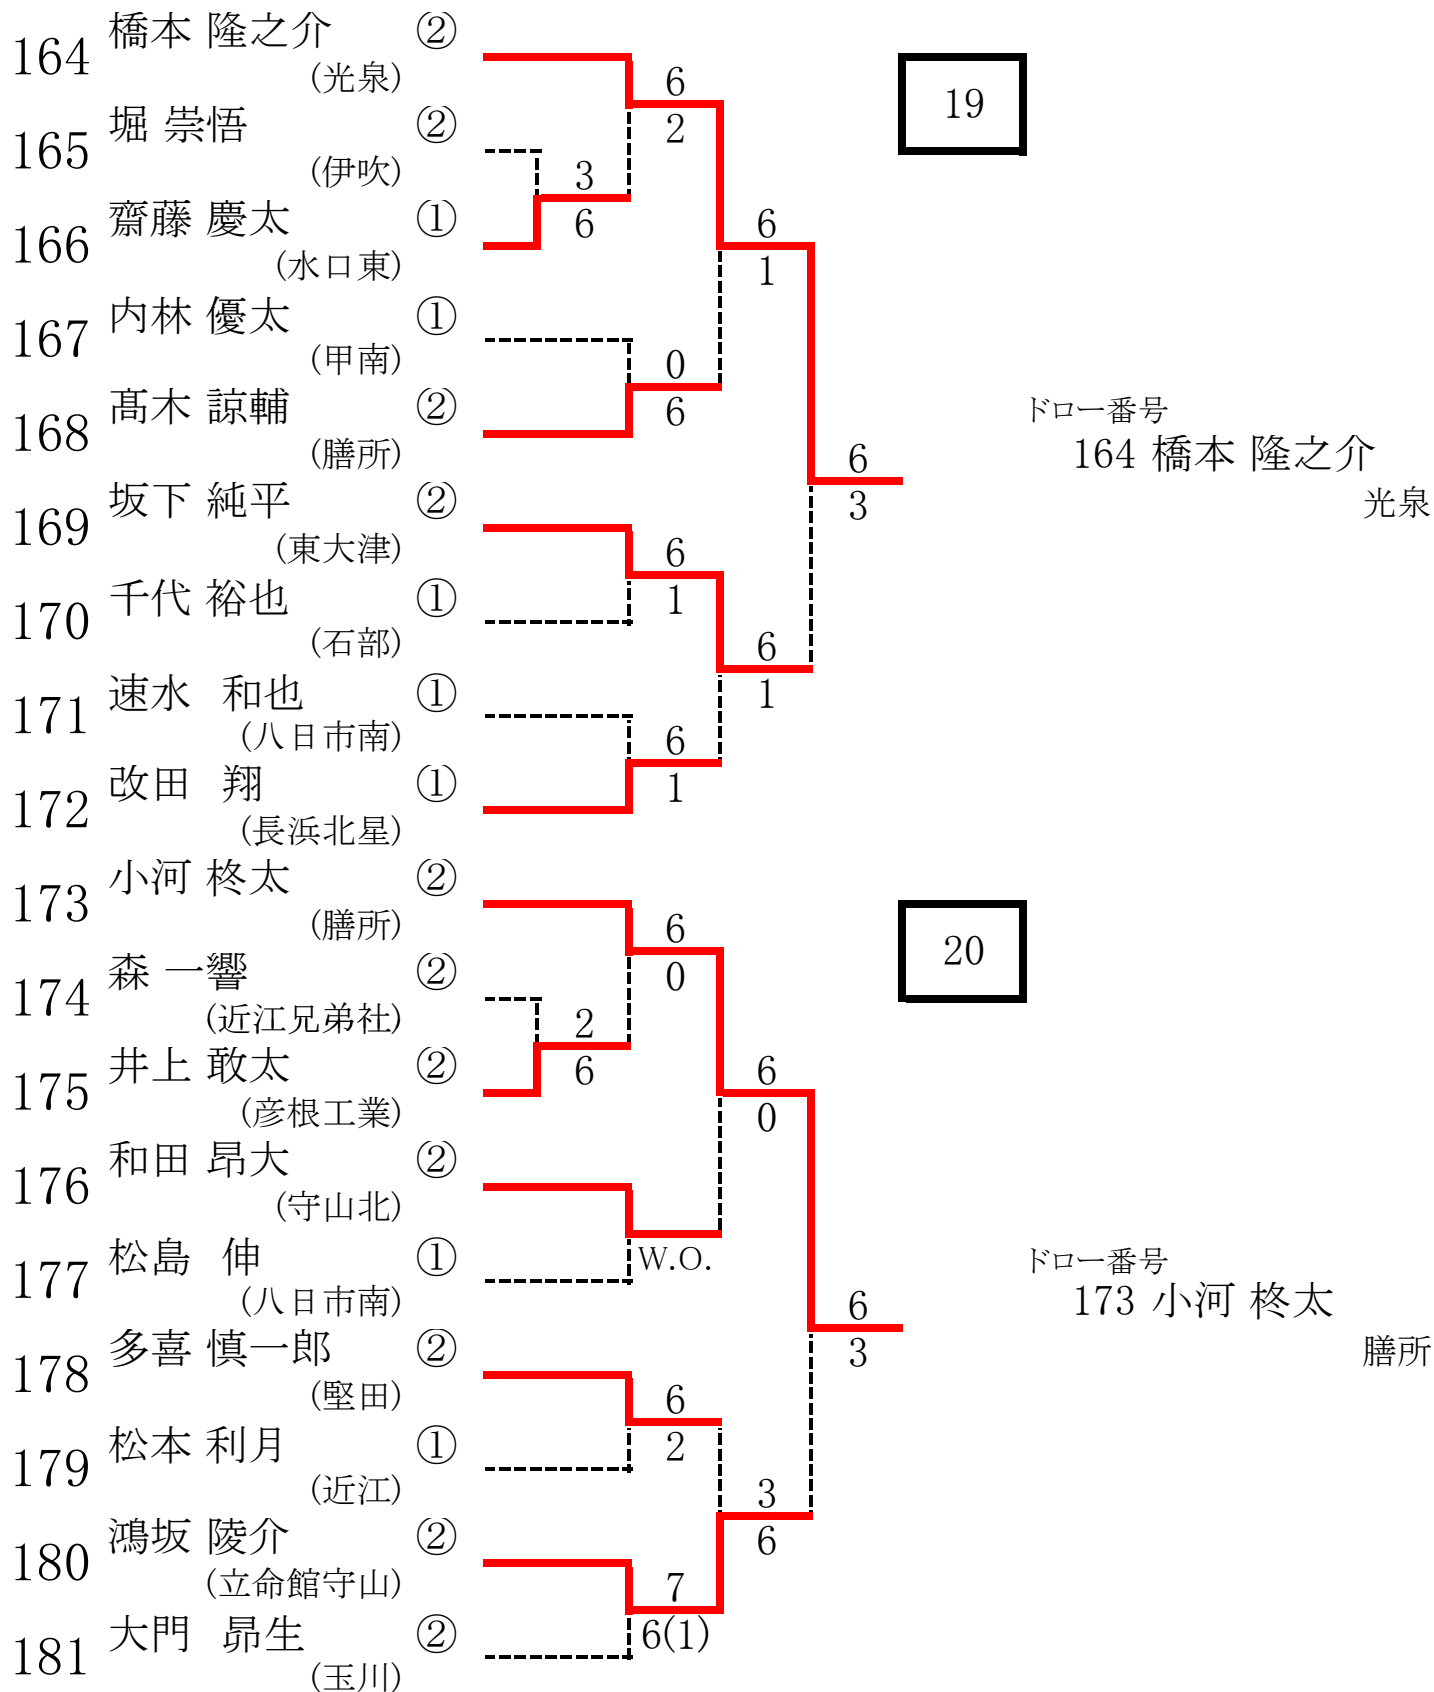 164 橋本 隆之介 ②
(光泉)
6
2
19
165 堀 崇悟 ②
(伊吹)
3
6
166 齋藤 慶太 ①
(水口東)
6
1
167 内林 優太 ①
(甲南)
0
6
168 髙木 諒輔 ②
(膳所)
ドロー番号
164 橋本 隆之介
光泉
6
3
169 坂下 純平 ②
(東大津)
6
1
170 千代 裕也 ①
(石部)
6
1
171 速水 和也 ①
(八日市南)
6
1
172 改田 翔 ①
(長浜北星)
173 小河 柊太 ②
(膳所)
6
0
20
174 森 一響 ②
(近江兄弟社)
2
6
175 井上 敢太 ②
(彦根工業)
6
0
176 和田 昂大 ②
(守山北)
W.O.
177 松島 伸 ①
(八日市南)
ドロー番号
173 小河 柊太
膳所
6
3
178 多喜 慎一郎 ②
(堅田)
6
2
179 松本 利月 ①
(近江)
3
6
180 鴻坂 陵介 ②
(立命館守山)
7
6(1)
181 大門 昴生 ②
(玉川)